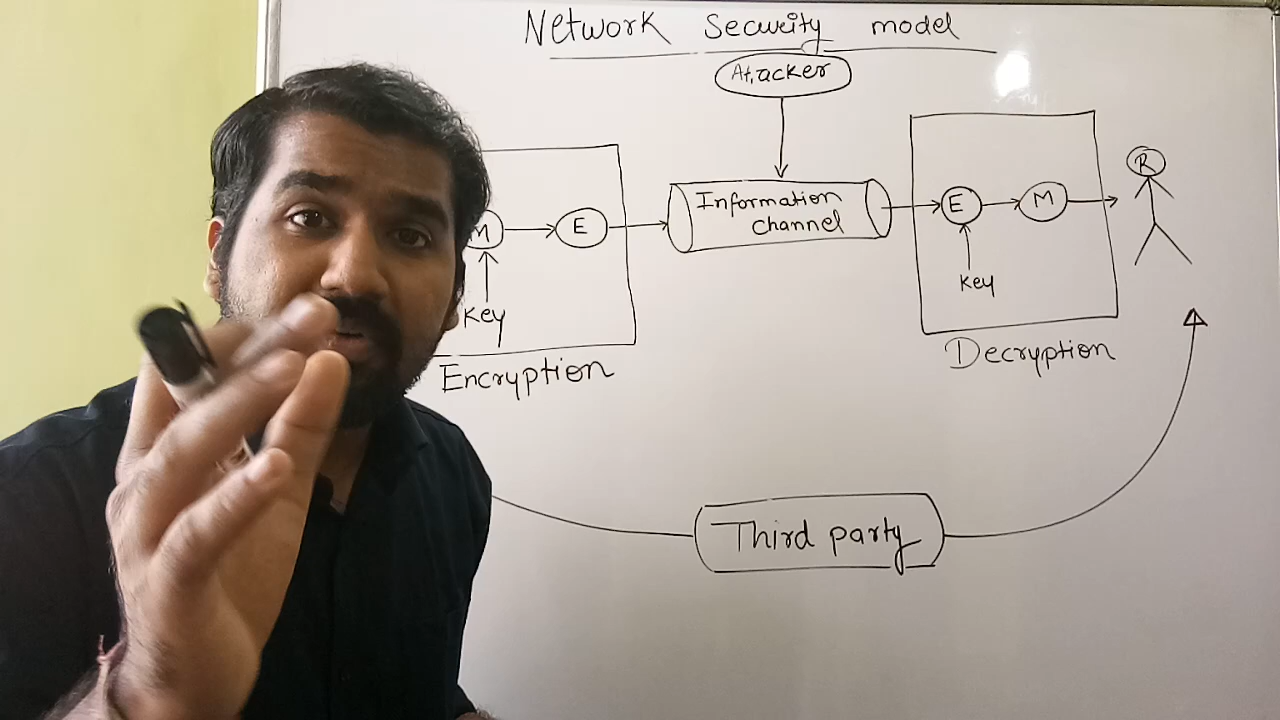 Network Security model
Attacker
Information
Channel
M
E
Key
Encryption
E
M
Key
Decryption
R
Third party